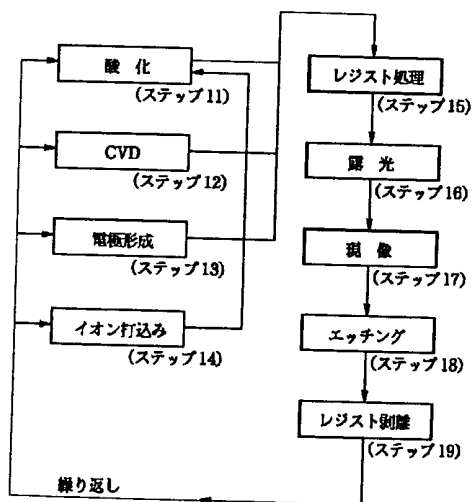 酸化
(ステップ11)
CVD
(ステップ12)
電極形成
(ステップ13)
イオン打込み
(ステップ14)
レジスト処理
(ステップ15)
露光
(ステップ16)
現像
(ステップ17)
エッチング
(ステップ18)
レジスト剥離
(ステップ19)
繰り返し